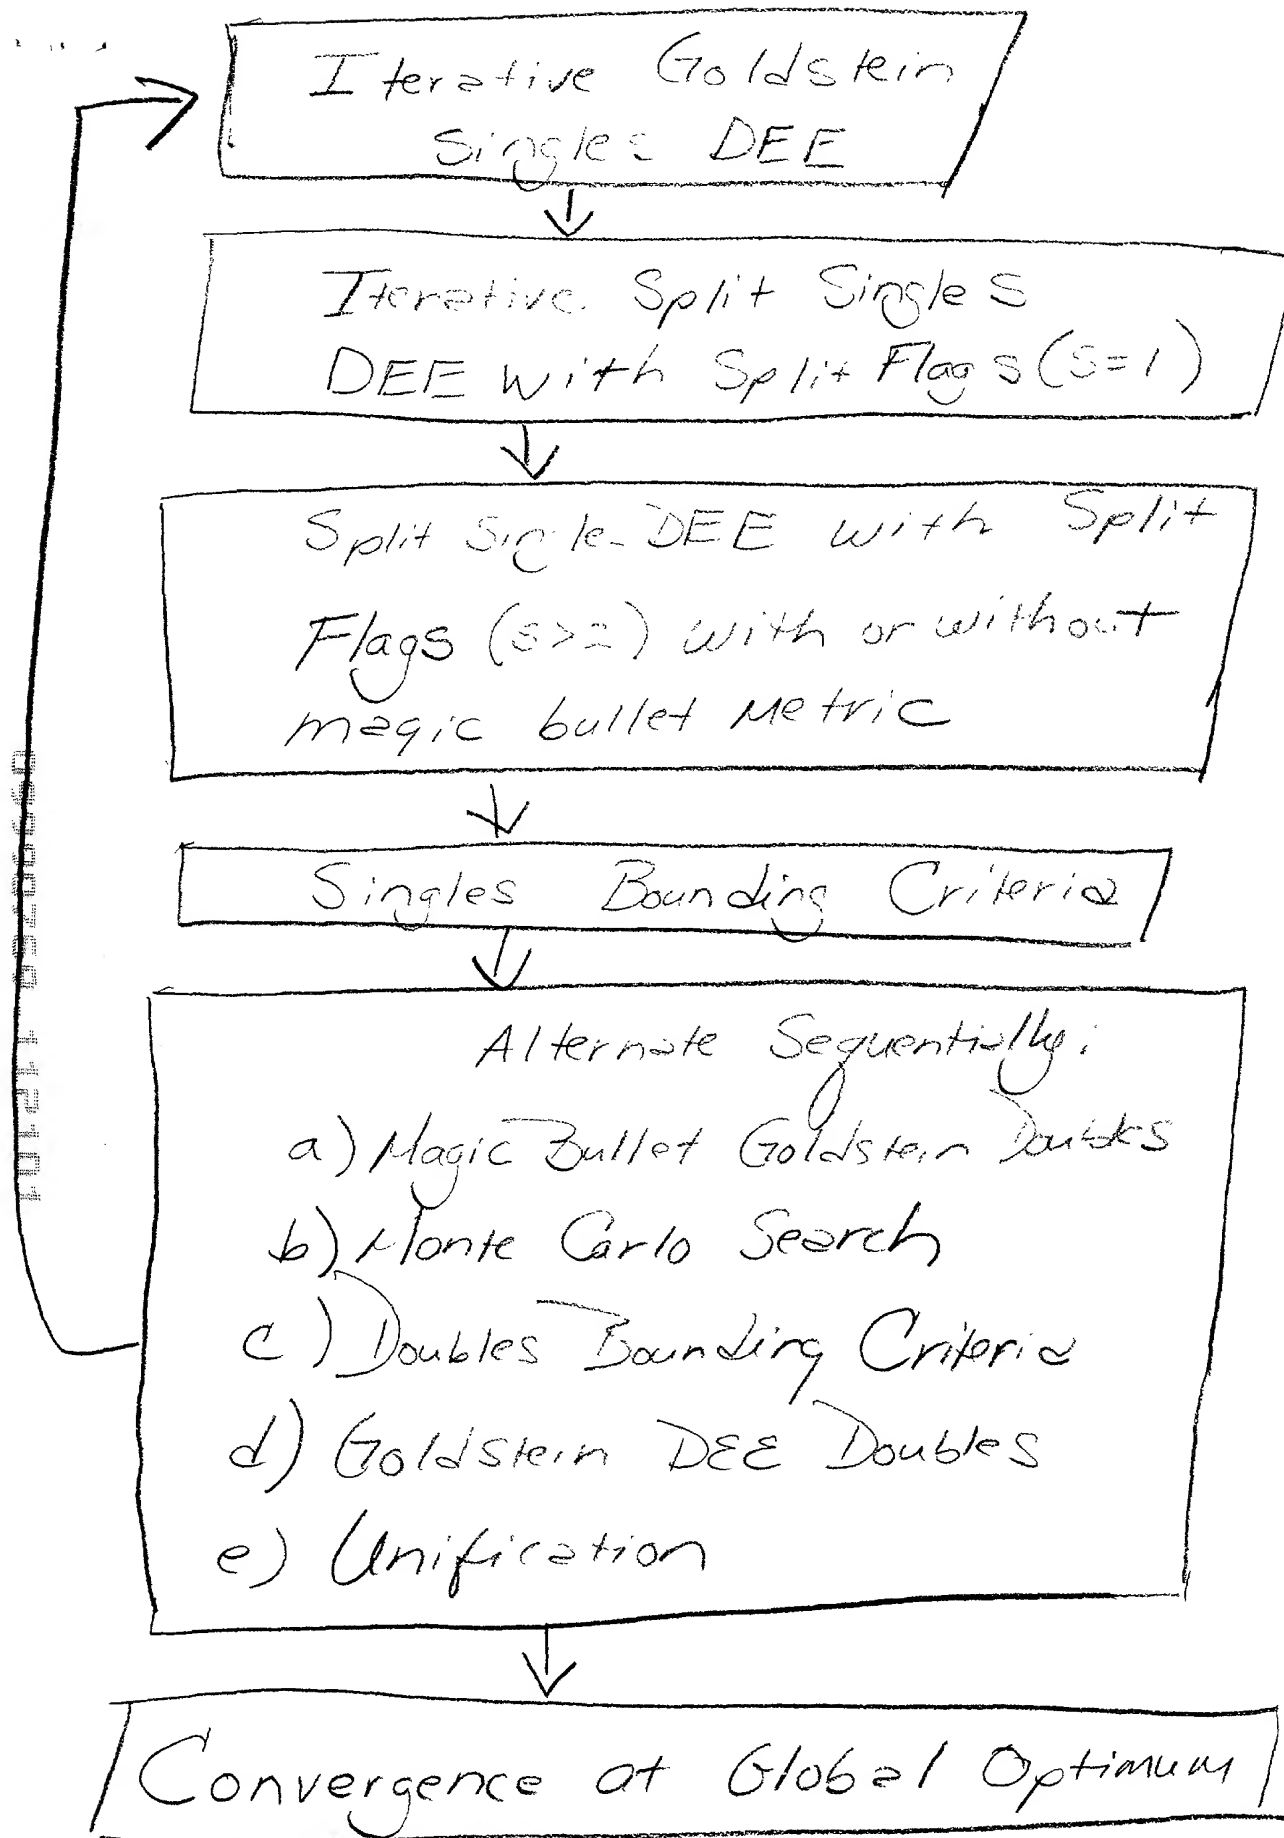 Iterative Goldstein
Singles DEE
Iterative Split Singles
DEE with Split Flags (s=1)
Split Single DEE with Split
Flags (s>2) with or without
magic bullet Metric
Singles Bounding Criteria
Alternate Sequentially:
a) Magic Bullet Goldstein Doubles
b) Monte Carlo Search
c) Doubles Bounding Criteria
d) Goldstein DEE Doubles
e) Unification
Convergence at Global Optimum